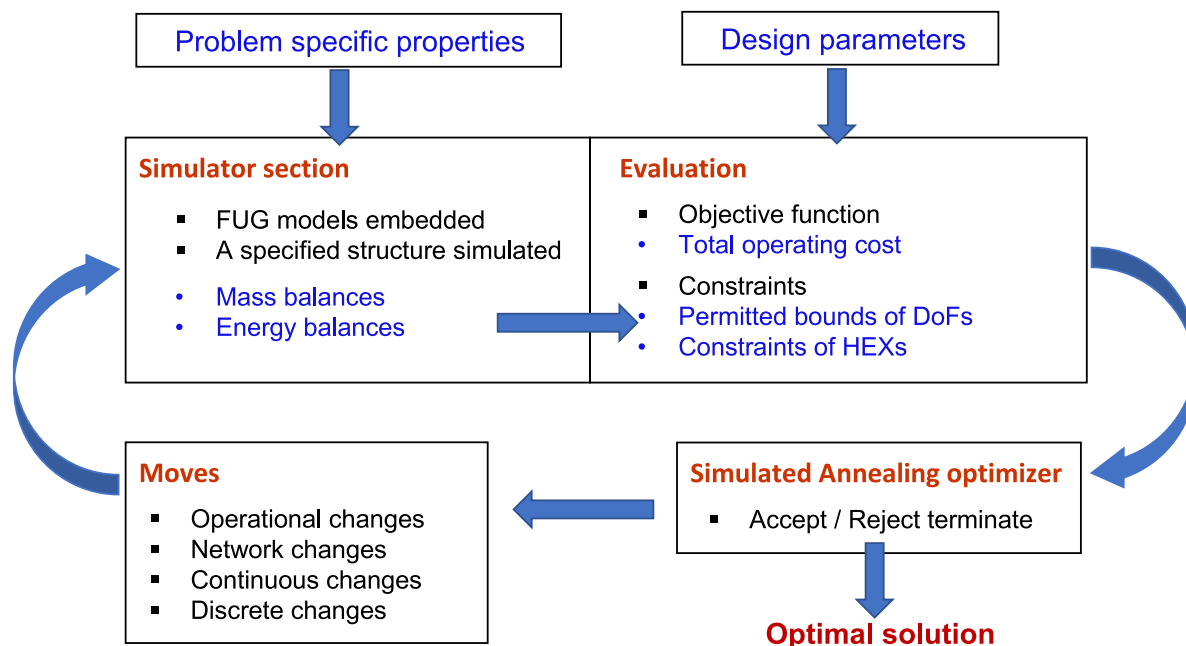 Problem specific properties
Design parameters
Simulator section
▪ FUG models embedded
▪ A specified structure simulated
• Mass balances
• Energy balances
Evaluation
▪ Objective function
• Total operating cost
▪ Constraints
• Permitted bounds of DoFs
• Constraints of HEXs
Moves
▪ Operational changes
▪ Network changes
▪ Continuous changes
▪ Discrete changes
Simulated Annealing optimizer
▪ Accept / Reject terminate
Optimal solution